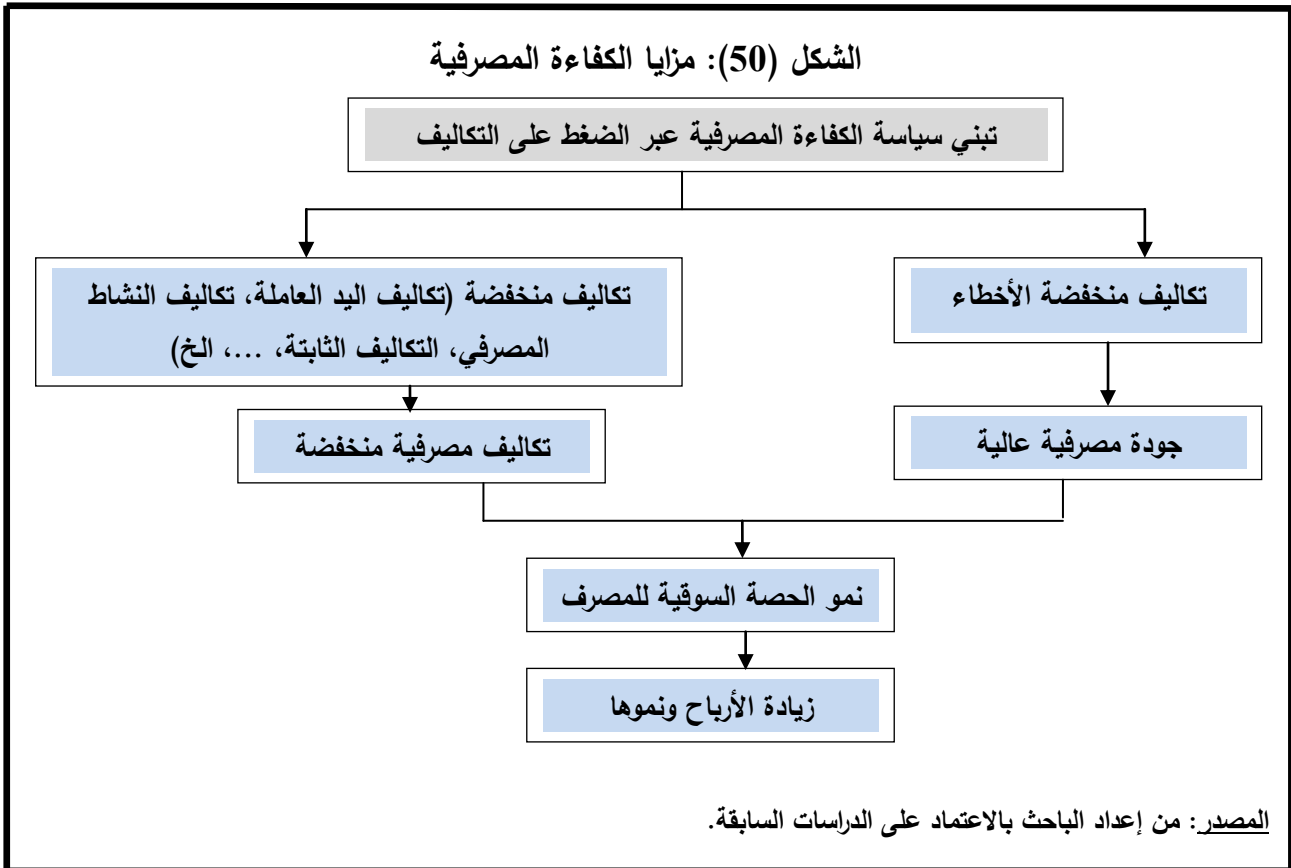 الشكل (50): مزايا الكفاءة المصرفية
تبني سياسة الكفاءة المصرفية عبر الضغط على التكاليف
تكاليف منخفضة الأخطاء
تكاليف منخفضة (تكاليف اليد العاملة، تكاليف النشاط
المصرفي، التكاليف الثابتة، ...، الخ)
جودة مصرفية عالية
تكاليف مصرفية منخفضة
نمو الحصة السوقية للمصرف
زيادة الأرباح ونموها
المصدر: من إعداد الباحث بالاعتماد على الدراسات السابقة.